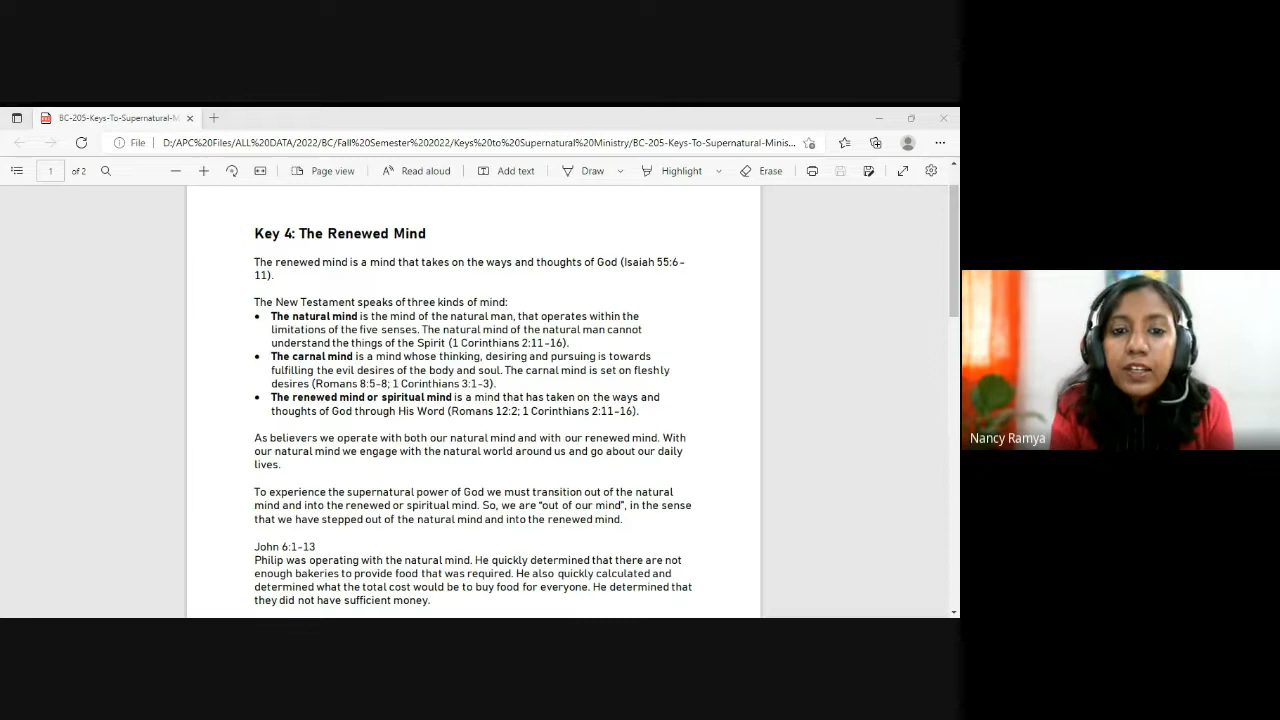 BC-205-Keys-To-Supernatural-M
File
D:/APC%20Files/ALL%20DATA/2022/BC/Fall%20Semester%202022/Keys%20to%20Supernatural%20Ministry/BC-205-Keys-To-Supernatural-Minis...
1 of 2
Page view
Read aloud
Add text
Draw
Highlight
Erase
Key 4: The Renewed Mind
The renewed mind is a mind that takes on the ways and thoughts of God (Isaiah 55:6-
11).
The New Testament speaks of three kinds of mind:
• The natural mind is the mind of the natural man, that operates within the
limitations of the five senses. The natural mind of the natural man cannot
understand the things of the Spirit (1 Corinthians 2:11-16).
• The carnal mind is a mind whose thinking, desiring and pursuing is towards
fulfilling the evil desires of the body and soul. The carnal mind is set on fleshly
desires (Romans 8:5-8; 1 Corinthians 3:1-3).
• The renewed mind or spiritual mind is a mind that has taken on the ways and
thoughts of God through His Word (Romans 12:2; 1 Corinthians 2:11-16).
As believers we operate with both our natural mind and with our renewed mind. With
our natural mind we engage with the natural world around us and go about our daily
lives.
To experience the supernatural power of God we must transition out of the natural
mind and into the renewed or spiritual mind. So, we are “out of our mind”, in the sense
that we have stepped out of the natural mind and into the renewed mind.
John 6:1-13
Philip was operating with the natural mind. He quickly determined that there are not
enough bakeries to provide food that was required. He also quickly calculated and
determined what the total cost would be to buy food for everyone. He determined that
they did not have sufficient money.
Nancy Ramya